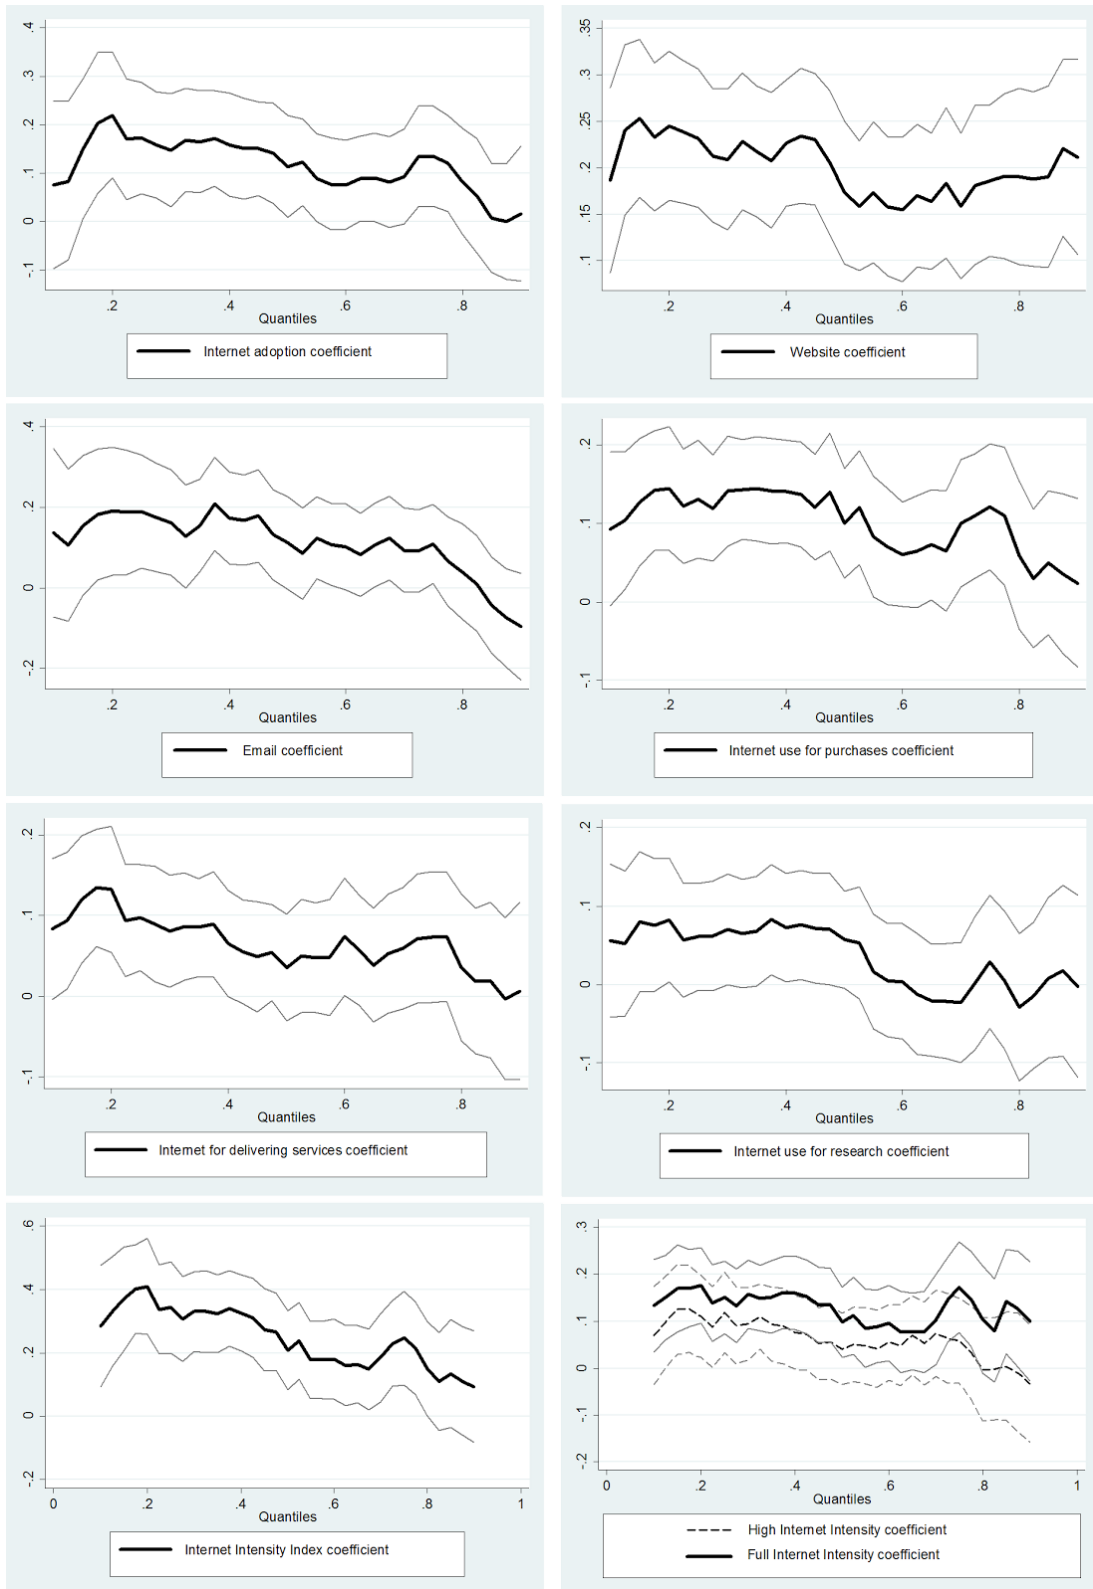 .4
.3
.2
.1
0
-.1
.2 .4 .6 .8
Quantiles
Internet adoption coefficient
.35
.3
.25
.2
.15
.1
.2 .4 .6 .8
Quantiles
Website coefficient
.4
.2
0
-.2
.2 .4 .6 .8
Quantiles
Email coefficient
.2
.1
0
-.1
.2 .4 .6 .8
Quantiles
Internet use for purchases coefficient
.2
.1
0
-.1
.2 .4 .6 .8
Quantiles
Internet for delivering services coefficient
.2
.1
0
-.1
.2 .4 .6 .8
Quantiles
Internet use for research coefficient
.6
.4
.2
0
-.2
0 .2 .4 .6 .8 1
Quantiles
Internet Intensity Index coefficient
.3
.2
.1
0
-.1
-.2
0 .2 .4 .6 .8 1
Quantiles
High Internet Intensity coefficient
Full Internet Intensity coefficient